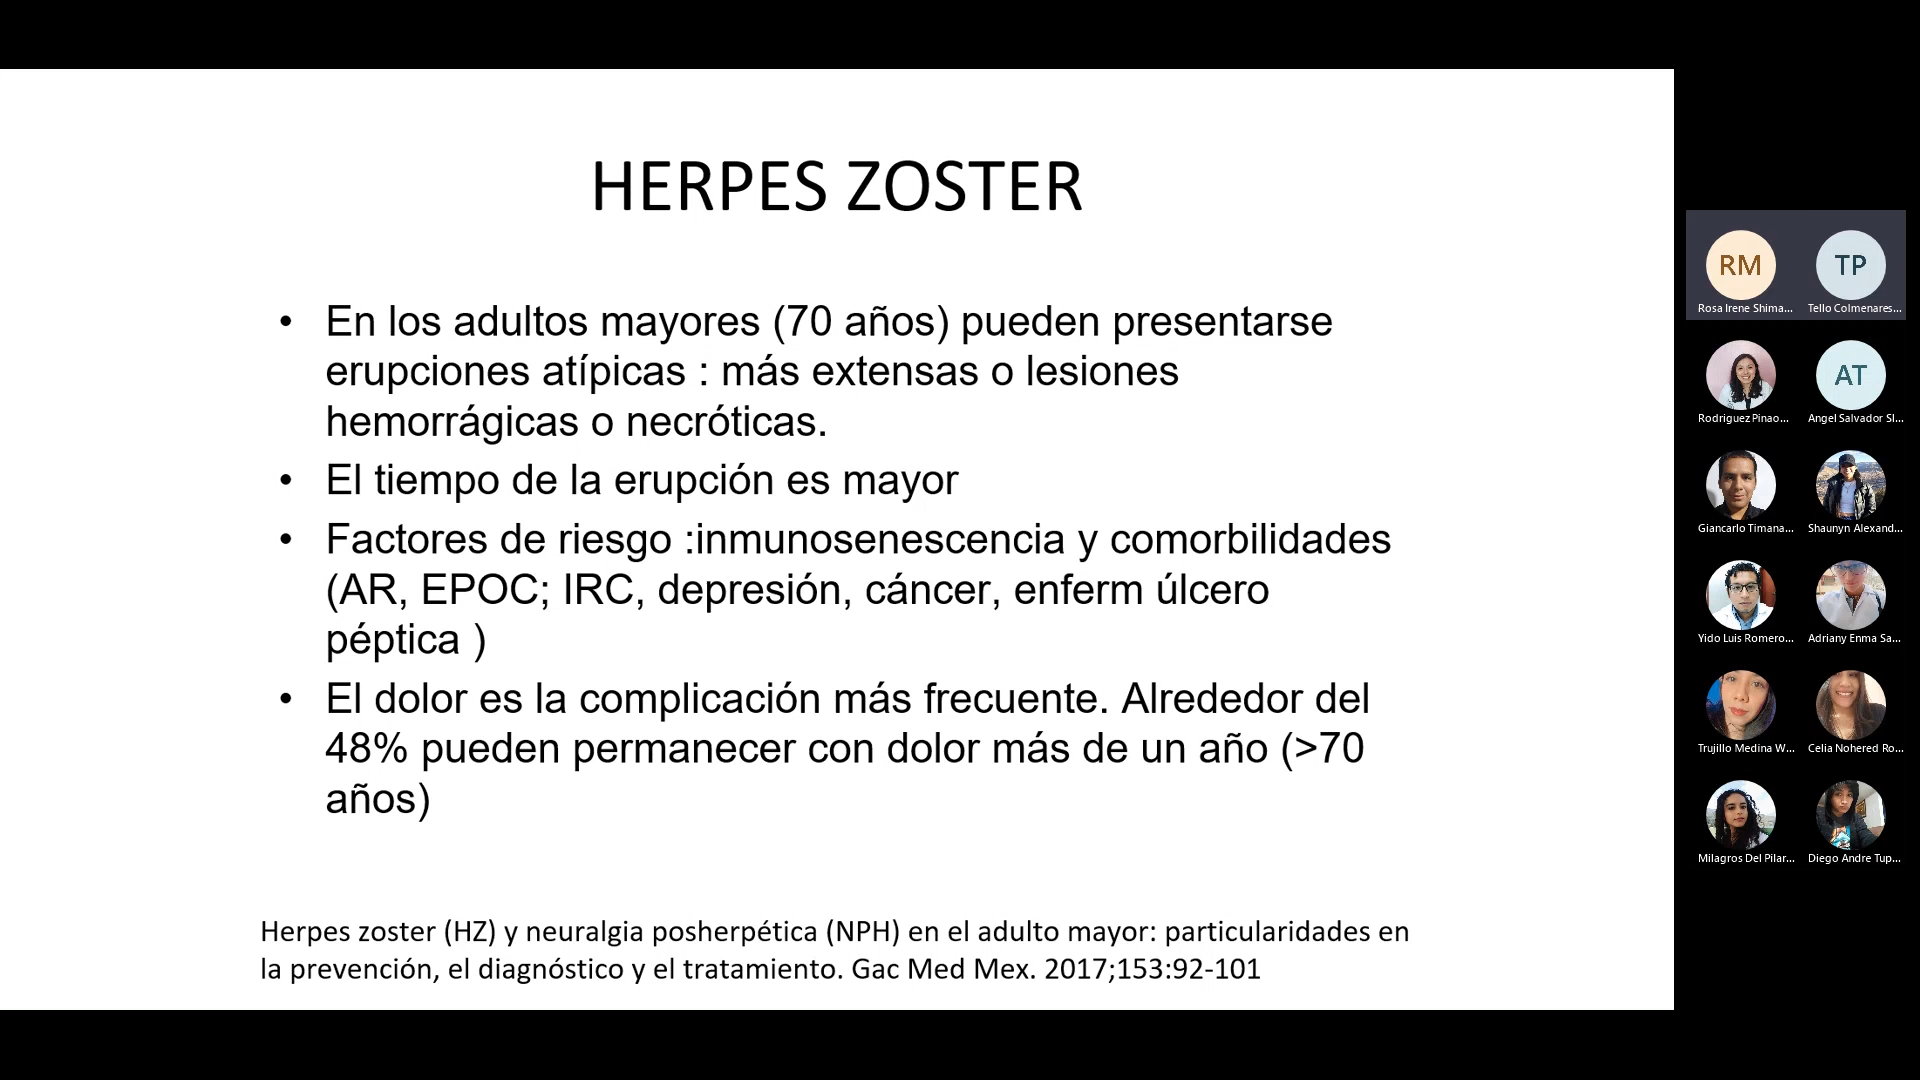 HERPES ZOSTER
• En los adultos mayores (70 años) pueden presentarse
erupciones atípicas : más extensas o lesiones
hemorrágicas o necróticas.
• El tiempo de la erupción es mayor
• Factores de riesgo :inmunosenescencia y comorbilidades
(AR, EPOC; IRC, depresión, cáncer, enferm úlcero
péptica )
• El dolor es la complicación más frecuente. Alrededor del
48% pueden permanecer con dolor más de un año (>70
años)
Herpes zoster (HZ) y neuralgia posherpética (NPH) en el adulto mayor: particularidades en
la prevención, el diagnóstico y el tratamiento. Gac Med Mex. 2017;153:92-101
RM TP
Rosa Irene Shima... Tello Colmenares...
AT
Rodriguez Pinao... Angel Salvador Sl...
Giancarlo Timana... Shaunyn Alexand...
Yido Luis Romero... Adriany Enma Sa...
Trujillo Medina W... Celia Nohered Ro...
Milagros Del Pilar... Diego Andre Tup...